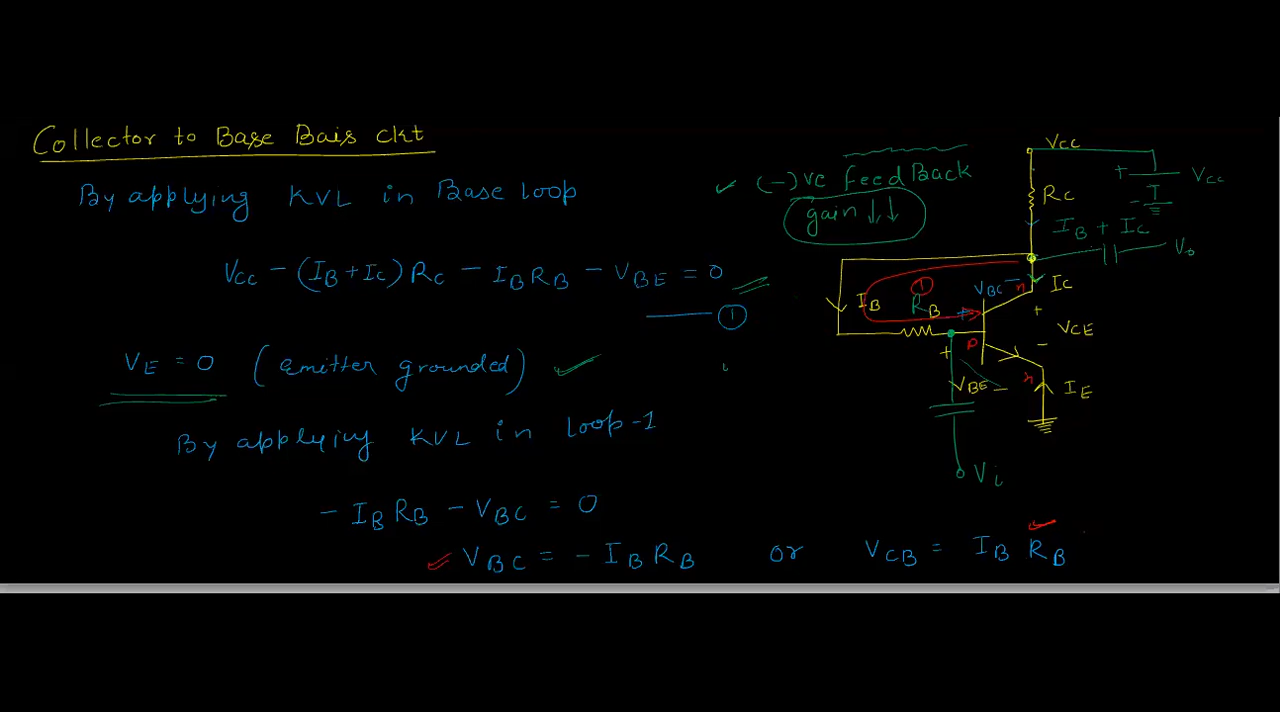 Collector to Base Bais ckt
By applying KVL in Base loop
VCC - (IB + IC) RC - IB RB - VBE = 0
1
VE = 0 (Emitter grounded)
By applying KVL in loop-1
- IB RB - VBC = 0
VBC = - IB RB or VCB = IB RB
(-)ve feedBack
gain ↓↓
VCC
+
VCC
-
RC
IB + IC
Vo
1
IB
RB
VBC -
n
IC
+
+
VCE
-
p
+
VBE -
n
IE
Vi